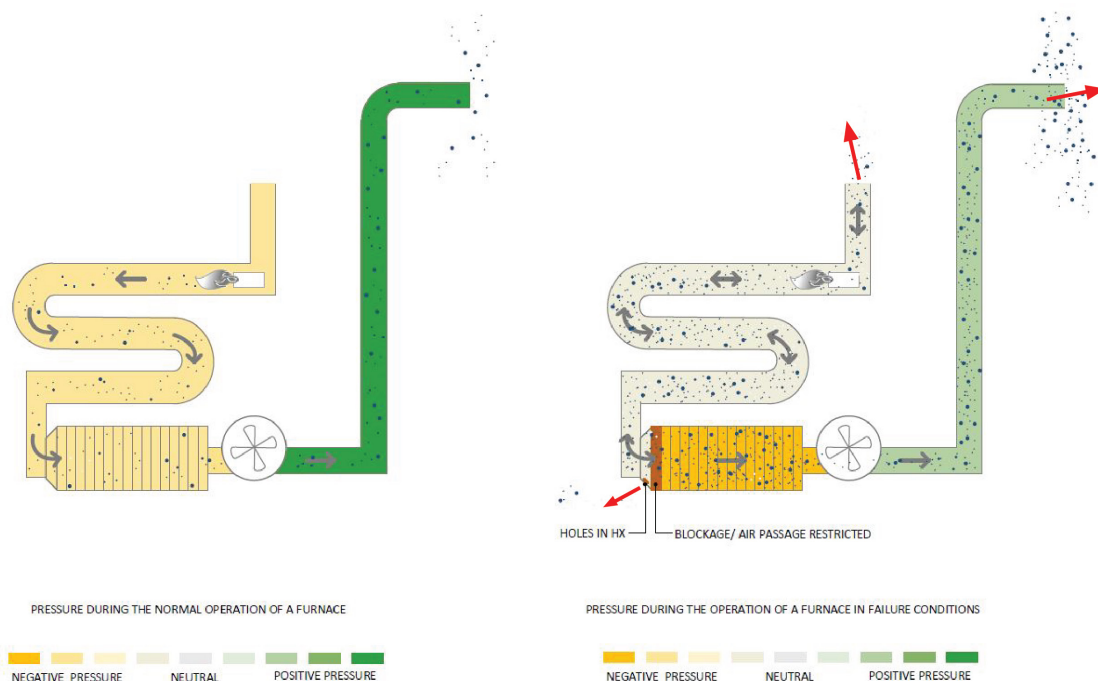 HOLES IN HX
BLOCKAGE/ AIR PASSAGE RESTRICTED
PRESSURE DURING THE NORMAL OPERATION OF A FURNACE
PRESSURE DURING THE OPERATION OF A FURNACE IN FAILURE CONDITIONS
NEGATIVE PRESSURE NEUTRAL POSITIVE PRESSURE
NEGATIVE PRESSURE NEUTRAL POSITIVE PRESSURE